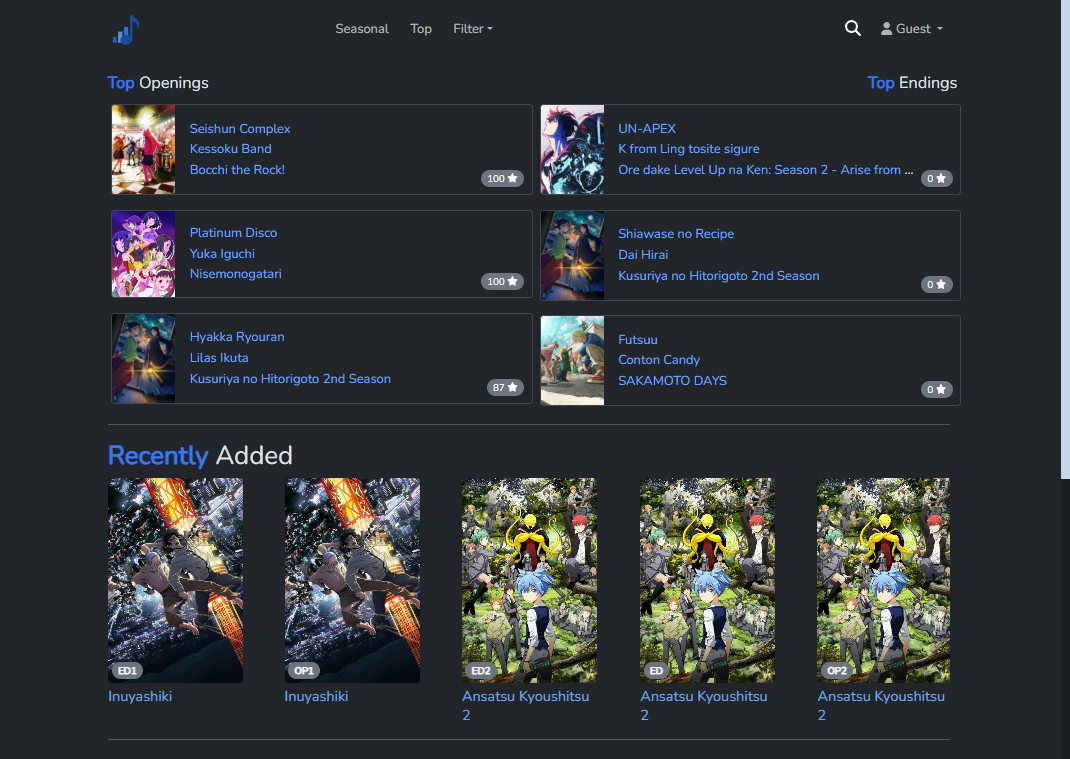 Seasonal
Top
Filter
Guest
Top Openings
Top Endings
Seishun Complex
Kessoku Band
Bocchi the Rock!
100
UN-APEX
K from Ling tosite sigure
Ore dake Level Up na Ken: Season 2 - Arise from ...
0
Platinum Disco
Yuka Iguchi
Nisemonogatari
100
Shiawase no Recipe
Dai Hirai
Kusuriya no Hitorigoto 2nd Season
0
Hyakka Ryouran
Lilas Ikuta
Kusuriya no Hitorigoto 2nd Season
87
Futsuu
Conton Candy
SAKAMOTO DAYS
0
Recently Added
ED1
Inuyashiki
OP1
Inuyashiki
ED2
Ansatsu Kyoushitsu
2
ED
Ansatsu Kyoushitsu
2
OP2
Ansatsu Kyoushitsu
2